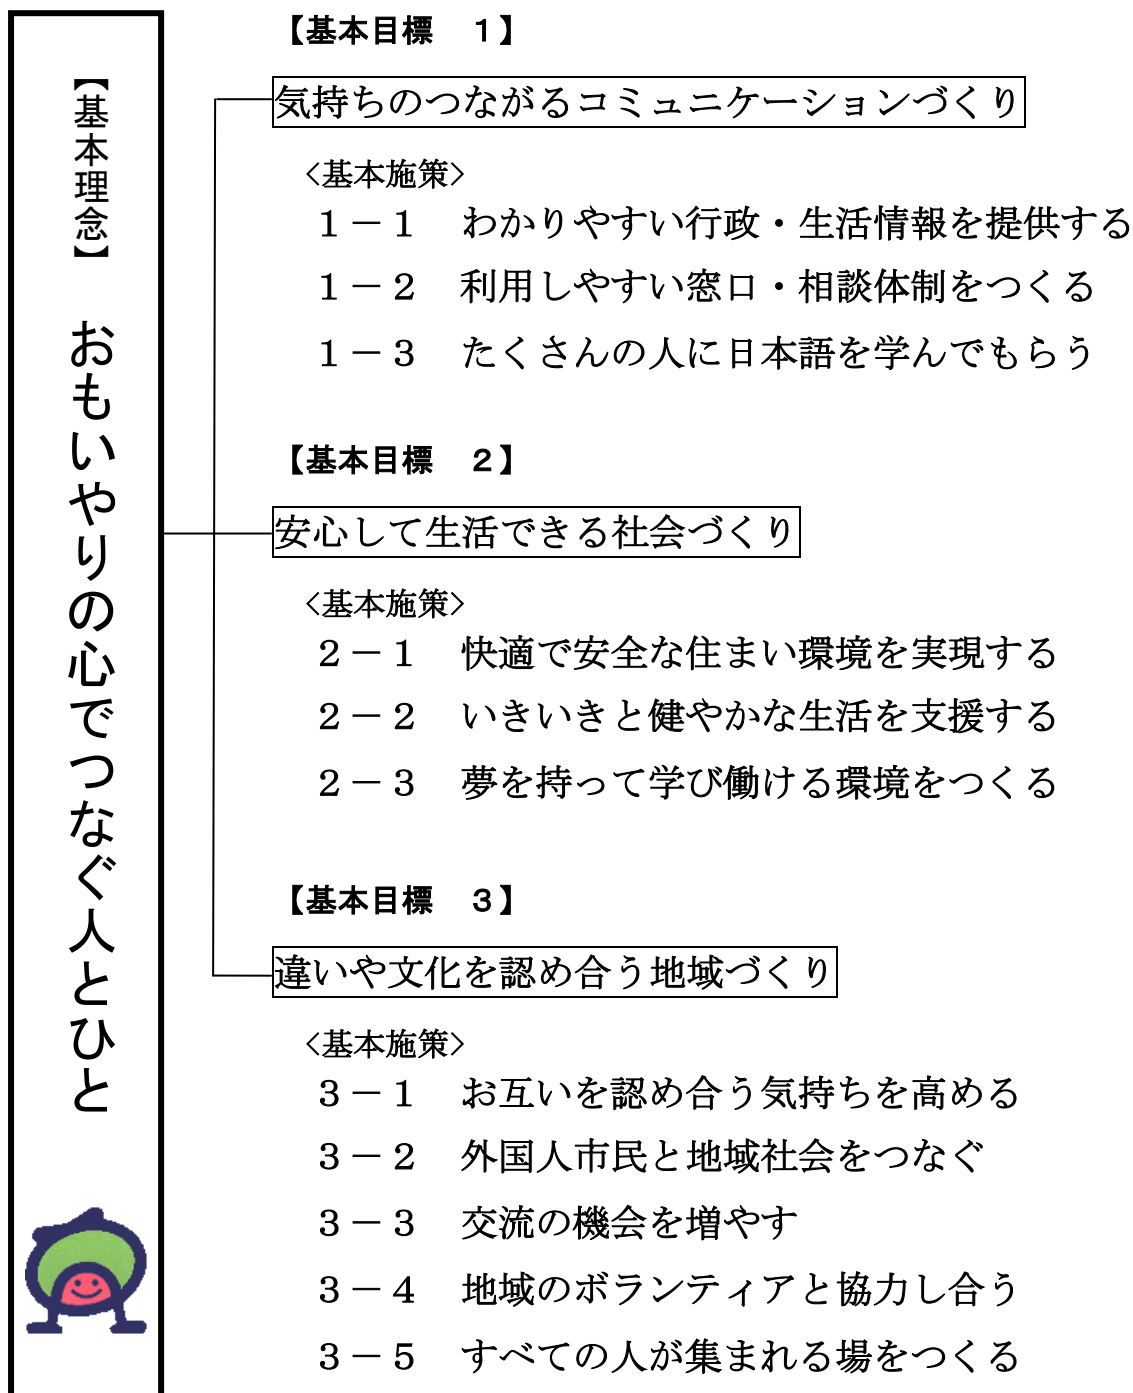 【基本理念】 おもいやりの心でつなぐ人とひと
【基本目標 １】
気持ちのつながるコミュニケーションづくり
<基本施策>
１－１ わかりやすい行政・生活情報を提供する
１－２ 利用しやすい窓口・相談体制をつくる
１－３ たくさんの人に日本語を学んでもらう
【基本目標 ２】
安心して生活できる社会づくり
<基本施策>
２－１ 快適で安全な住まい環境を実現する
２－２ いきいきと健やかな生活を支援する
２－３ 夢を持って学び働ける環境をつくる
【基本目標 ３】
違いや文化を認め合う地域づくり
<基本施策>
３－１ お互いを認め合う気持ちを高める
３－２ 外国人市民と地域社会をつなぐ
３－３ 交流の機会を増やす
３－４ 地域のボランティアと協力し合う
３－５ すべての人が集まれる場をつくる